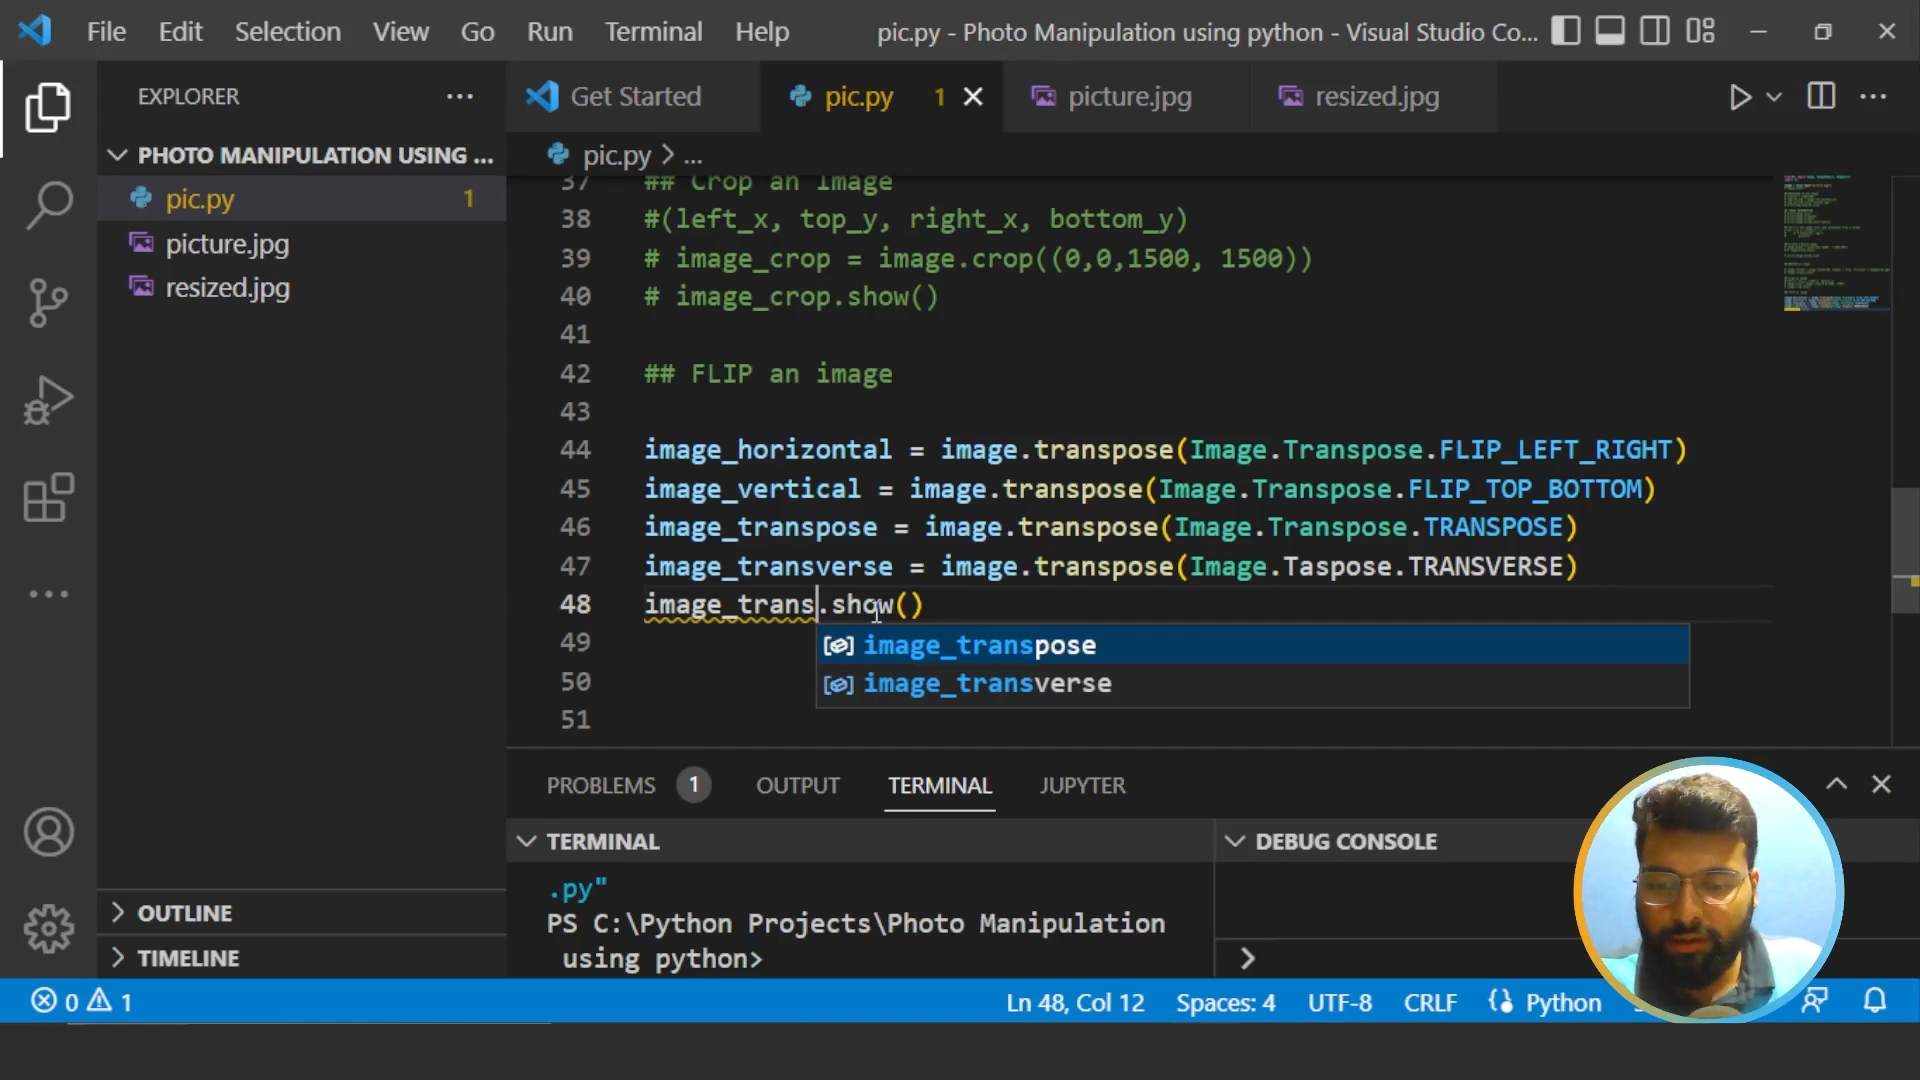 File Edit Selection View Go Run Terminal Help pic.py - Photo Manipulation using python - Visual Studio Co...
EXPLORER
PHOTO MANIPULATION USING ...
pic.py 1
picture.jpg
resized.jpg
OUTLINE
TIMELINE
Get Started pic.py 1 picture.jpg resized.jpg
pic.py > ...
37 ## Crop an Image
38 #(left_x, top_y, right_x, bottom_y)
39 # image_crop = image.crop((0,0,1500, 1500))
40 # image_crop.show()
41
42 ## FLIP an image
43
44 image_horizontal = image.transpose(Image.Transpose.FLIP_LEFT_RIGHT)
45 image_vertical = image.transpose(Image.Transpose.FLIP_TOP_BOTTOM)
46 image_transpose = image.transpose(Image.Transpose.TRANSPOSE)
47 image_transverse = image.transpose(Image.Taspose.TRANSVERSE)
48 image_trans.show()
49 image_transpose
50 image_transverse
51
PROBLEMS 1 OUTPUT TERMINAL JUPYTER
TERMINAL
.py"
PS C:\Python Projects\Photo Manipulation
using python>
DEBUG CONSOLE
>
0 1 Ln 48, Col 12 Spaces: 4 UTF-8 CRLF Python